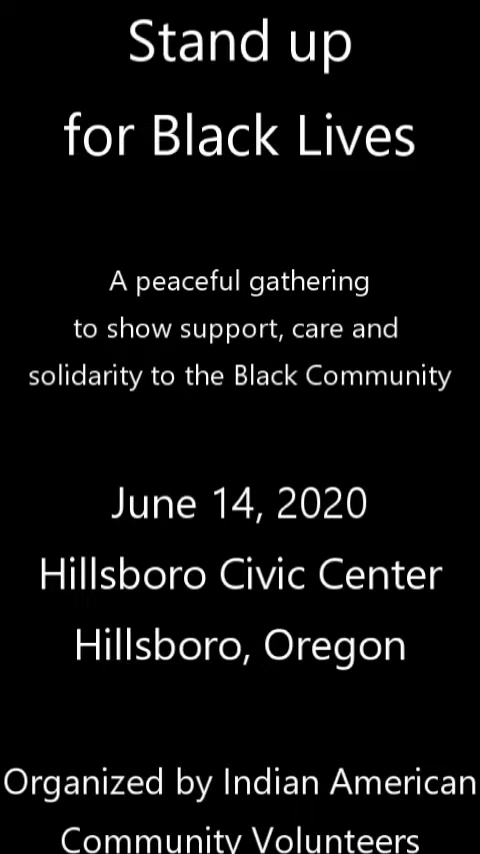 Stand up
for Black Lives
A peaceful gathering
to show support, care and
solidarity to the Black Community
June 14, 2020
Hillsboro Civic Center
Hillsboro, Oregon
Organized by Indian American
Community Volunteers